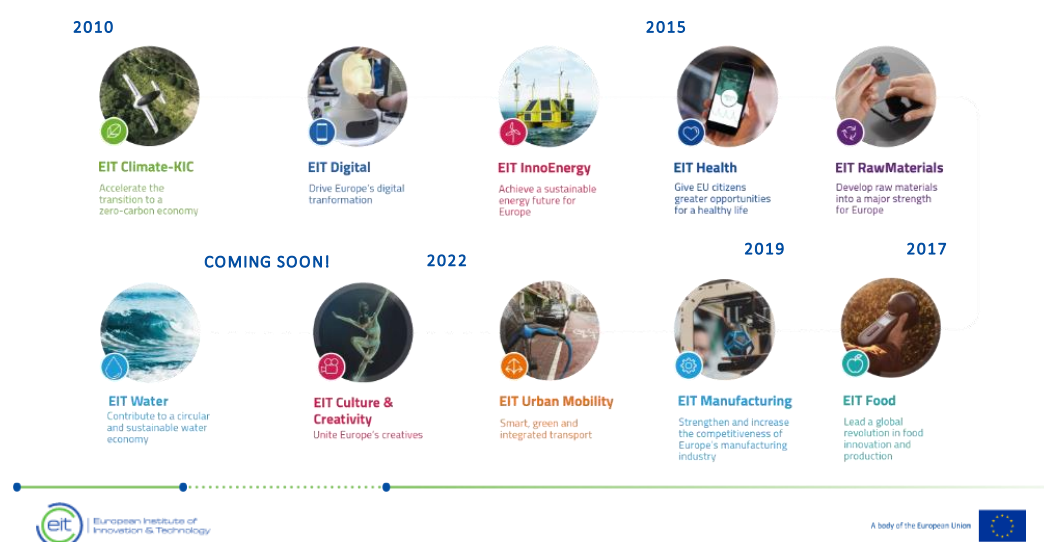 2010
2015
EIT Climate-KIC
Accelerate the
transition to a
zero-carbon economy
EIT Digital
Drive Europe's digital
tranformation
EIT InnoEnergy
Achieve a sustainable
energy future for
Europe
EIT Health
Give EU citizens
greater opportunities
for a healthy life
EIT RawMaterials
Develop raw materials
into a major strength
for Europe
COMING SOON!
2022
2019
2017
EIT Water
Contribute to a circular
and sustainable water
economy
EIT Culture &
Creativity
Unite Europe's creatives
EIT Urban Mobility
Smart, green and
integrated transport
EIT Manufacturing
Strengthen and increase
the competitiveness of
Europe's manufacturing
industry
EIT Food
Lead a global
revolution in food
innovation and
production
eit
European Institute of
Innovation & Technology
A body of the European Union